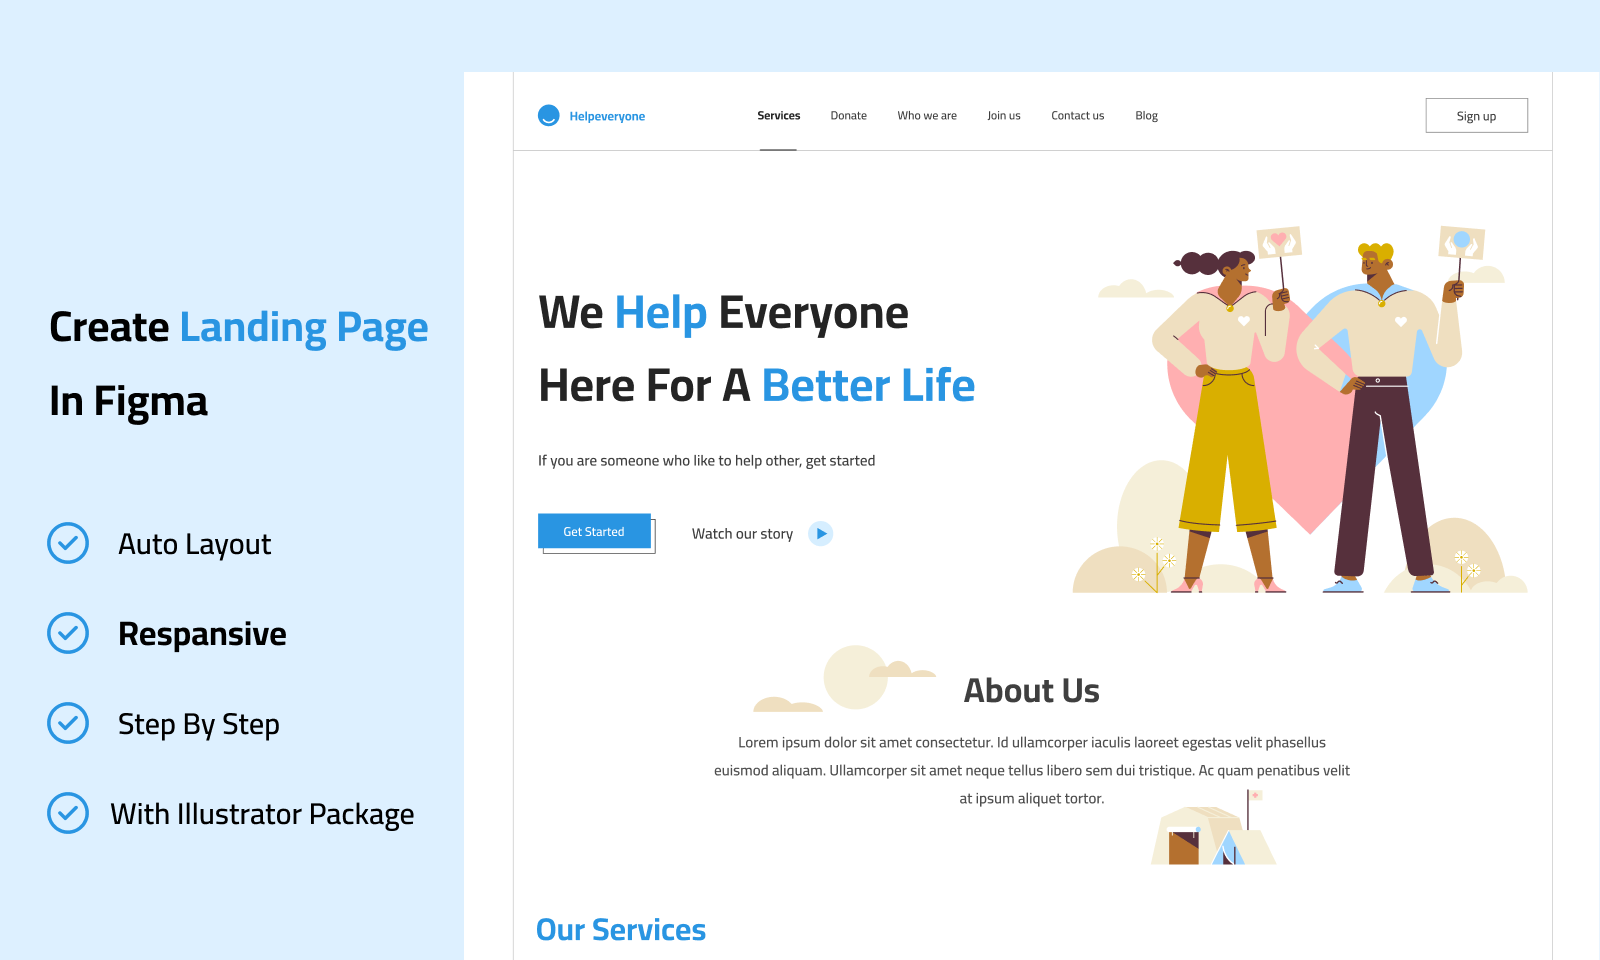 Create Landing Page
In Figma
Auto Layout
Respansive
Step By Step
With Illustrator Package
Helpeveryone
Services Donate Who we are Join us Contact us Blog
Sign up
We Help Everyone
Here For A Better Life
If you are someone who like to help other, get started
Get Started
Watch our story
About Us
Lorem ipsum dolor sit amet consectetur. Id ullamcorper iaculis laoreet egestas velit phasellus
euismod aliquam. Ullamcorper sit amet neque tellus libero sem dui tristique. Ac quam penatibus velit
at ipsum aliquet tortor.
Our Services